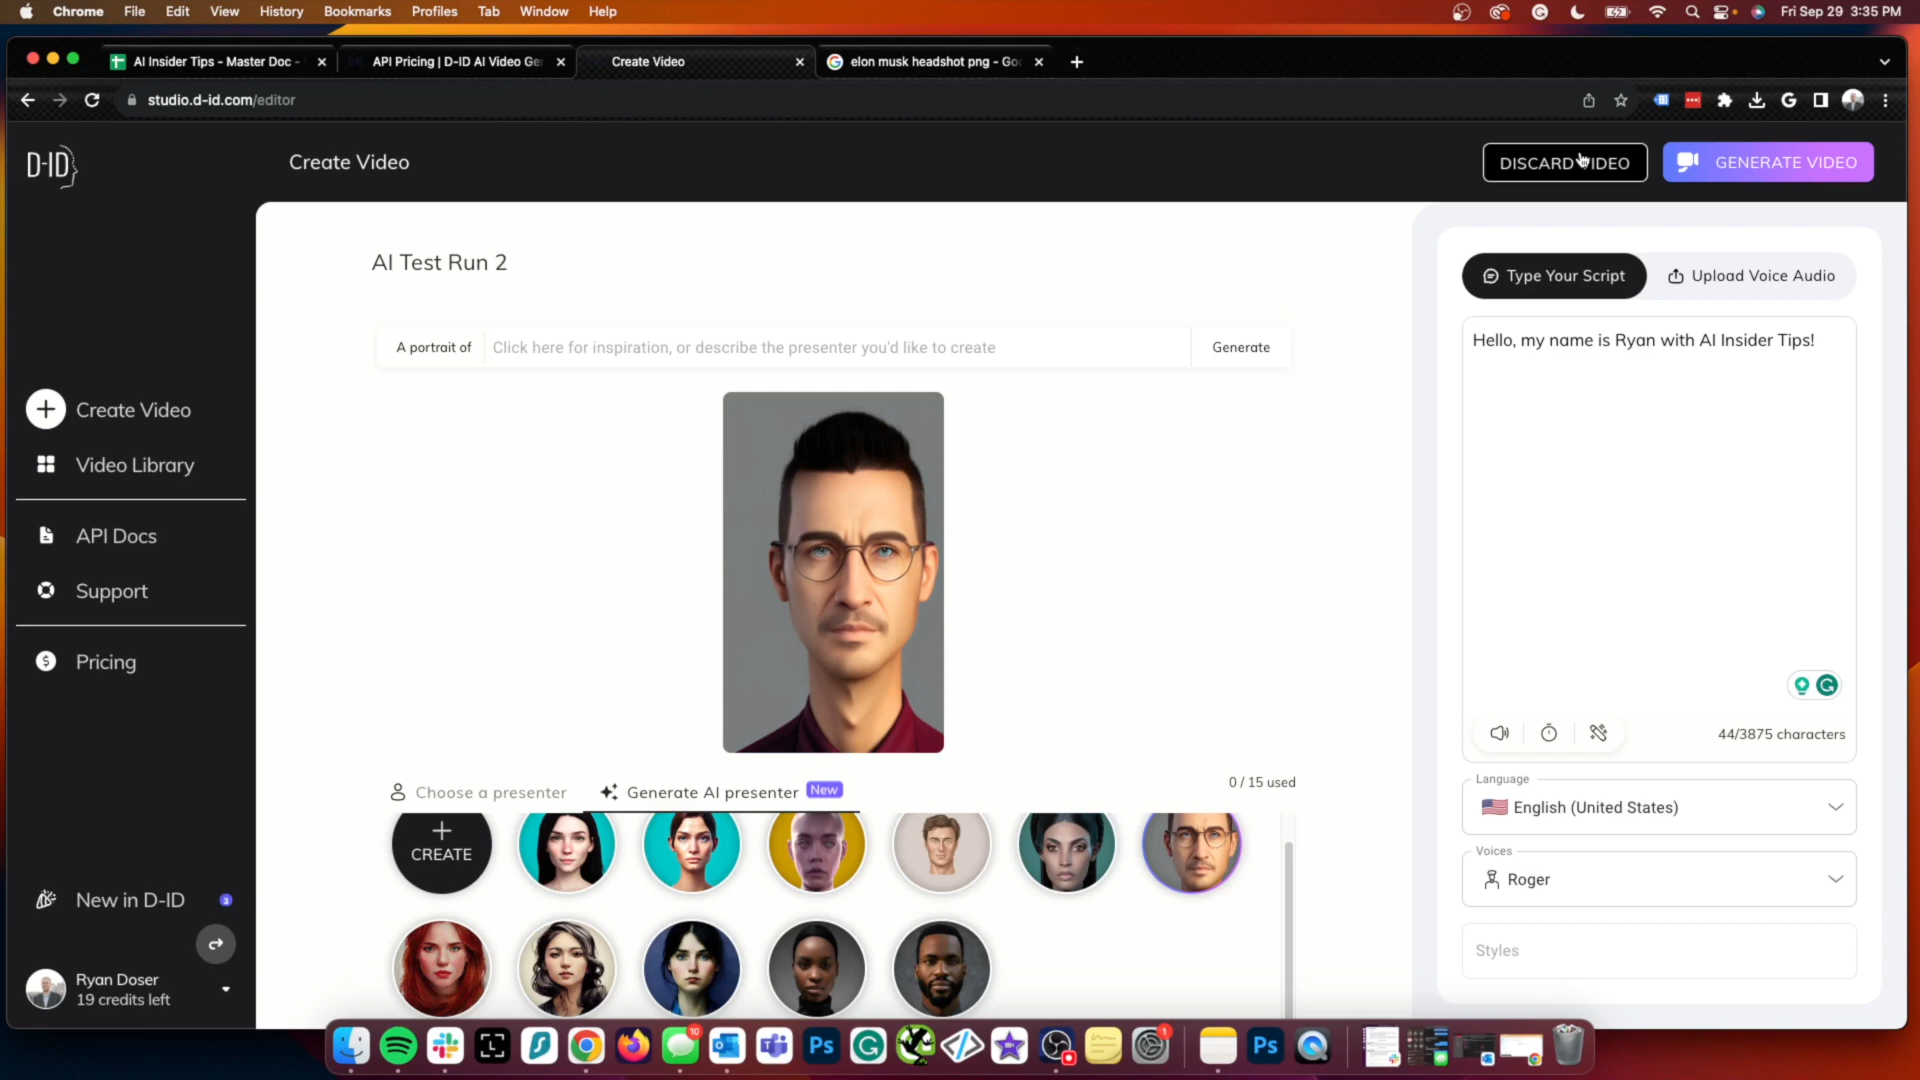 Chrome File Edit View History Bookmarks Profiles Tab Window Help Fri Sep 29 3:35 PM
AI Insider Tips - Master Doc - API Pricing | D-ID AI Video Ge Create Video elon musk headshot png - Go
studio.d-id.com/editor
D-ID Create Video DISCARD VIDEO GENERATE VIDEO
AI Test Run 2
Type Your Script Upload Voice Audio
A portrait of Click here for inspiration, or describe the presenter you'd like to create Generate
Hello, my name is Ryan with AI Insider Tips!
Create Video
Video Library
API Docs
Support
Pricing
44/3875 characters
Choose a presenter Generate AI presenter New 0 / 15 used
Language
English (United States)
CREATE
Voices
Roger
Styles
New in D-ID 3
Ryan Doser
19 credits left
10
Ps
1
Ps